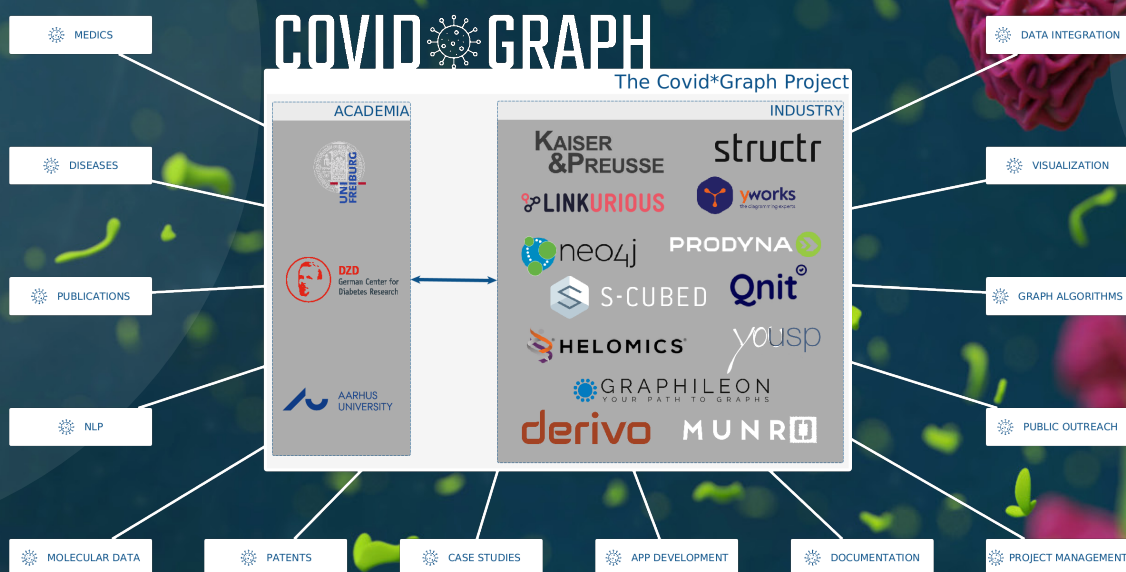 COVID GRAPH
The Covid*Graph Project
MEDICS
DISEASES
PUBLICATIONS
NLP
MOLECULAR DATA
PATENTS
CASE STUDIES
APP DEVELOPMENT
DOCUMENTATION
PROJECT MANAGEMENT
PUBLIC OUTREACH
GRAPH ALGORITHMS
VISUALIZATION
DATA INTEGRATION
ACADEMIA
UNI
FREIBURG
DZD
German Center for
Diabetes Research
AARHUS
UNIVERSITY
INDUSTRY
KAISER
&PREUSSE
structr
LINKURIOUS
yworks
the diagramming experts
neo4j
PRODYNA
S-CUBED
Qnit
HELOMICS
yousp
GRAPHILEON
YOUR PATH TO GRAPHS
derivo
MUNRO